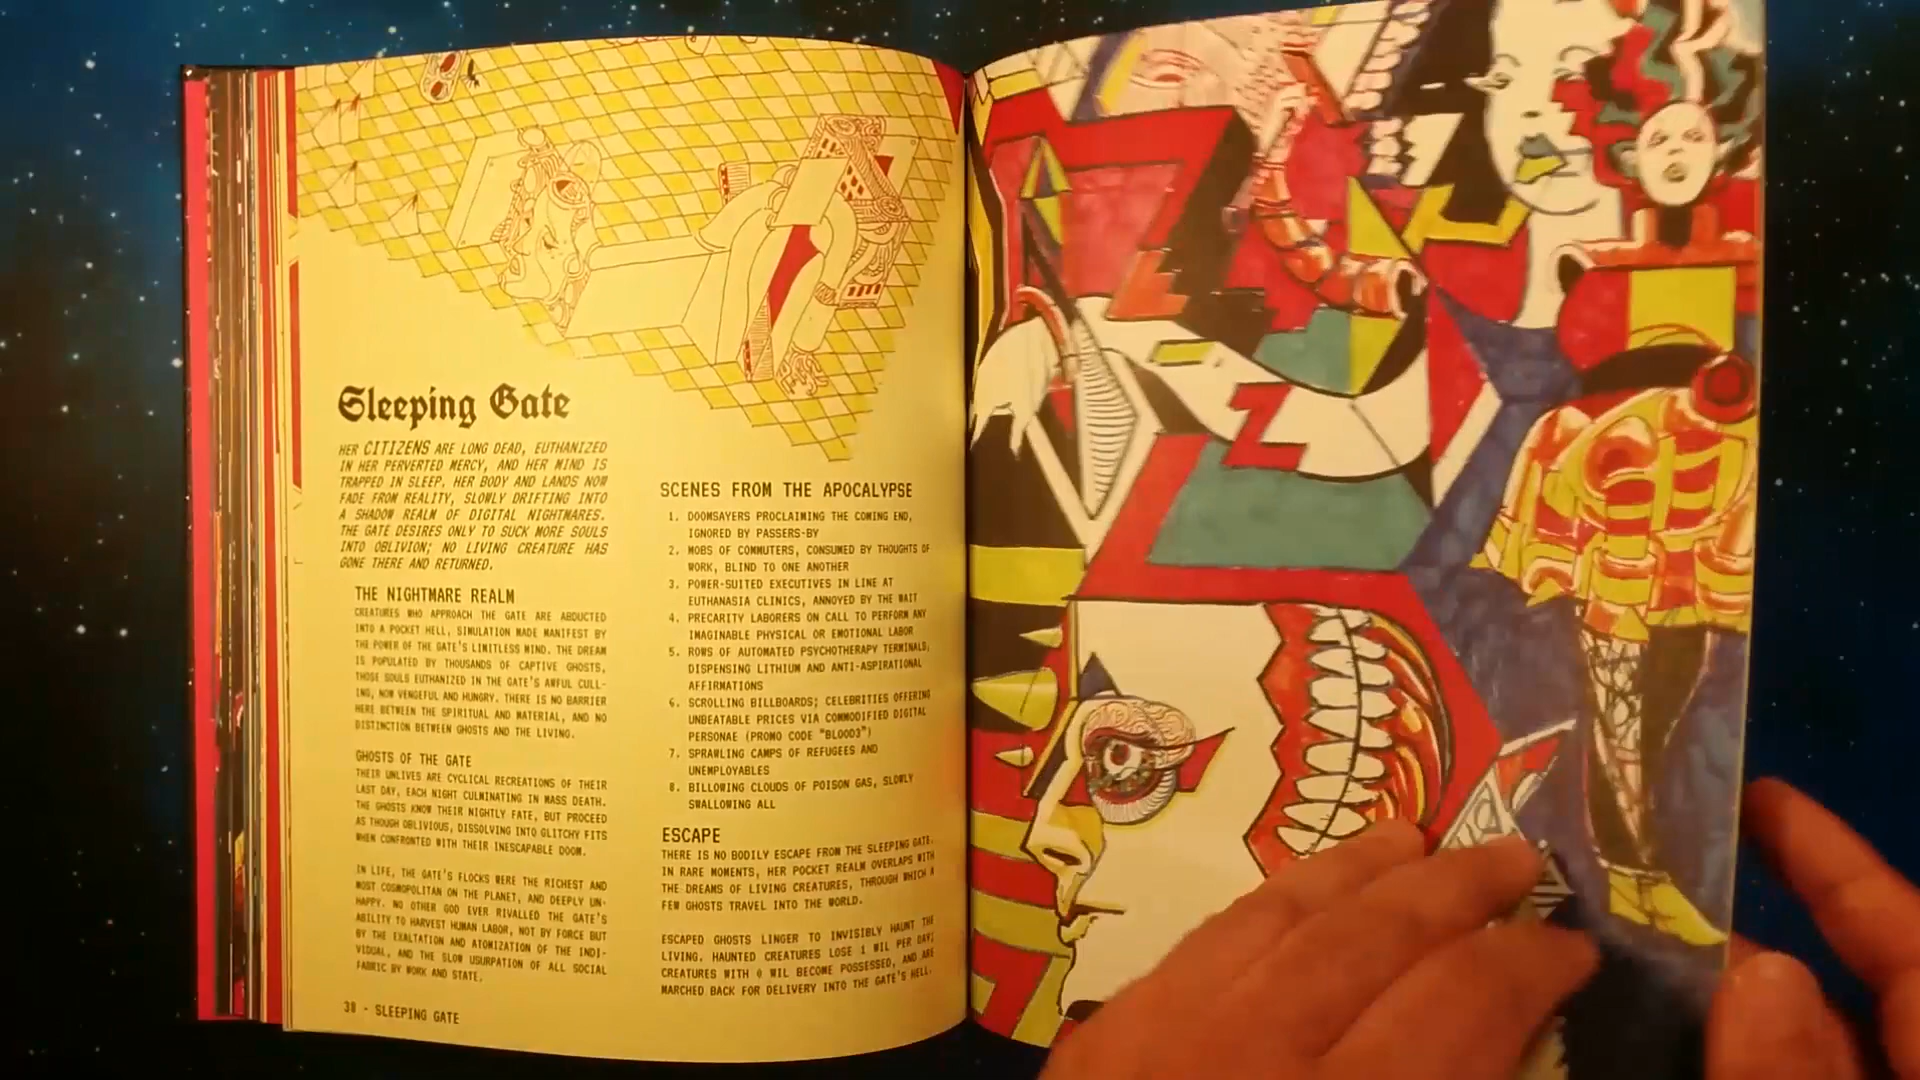 Sleeping Gate
HER CITIZENS ARE LONG DEAD, EUTHANIZED
IN HER PERVERTED MERCY, AND HER MIND IS
TRAPPED IN SLEEP. HER BODY AND LANDS NOW
FADE FROM REALITY, SLOWLY DRIFTING INTO
A SHADOW REALM OF DIGITAL NIGHTMARES.
THE GATE DESIRES ONLY TO SUCK MORE SOULS
INTO OBLIVION; NO LIVING CREATURE HAS
GONE THERE AND RETURNED.
THE NIGHTMARE REALM
CREATURES WHO APPROACH THE GATE ARE ABDUCTED
INTO A POCKET HELL, SIMULATION MADE MANIFEST BY
THE POWER OF THE GATE'S LIMITLESS MIND. THE DREAM
IS POPULATED BY THOUSANDS OF CAPTIVE GHOSTS,
THOSE SOULS EUTHANIZED IN THE GATE'S AWFUL CULL-
ING, NOW VENGEFUL AND HUNGRY. THERE IS NO BARRIER
HERE BETWEEN THE SPIRITUAL AND MATERIAL, AND NO
DISTINCTION BETWEEN GHOSTS AND THE LIVING.
GHOSTS OF THE GATE
THEIR UNLIVES ARE CYCLICAL RECREATIONS OF THEIR
LAST DAY, EACH NIGHT CULMINATING IN MASS DEATH.
THE GHOSTS KNOW THEIR NIGHTLY FATE, BUT PROCEED
AS THOUGH OBLIVIOUS, DISSOLVING INTO GLITCHY FITS
WHEN CONFRONTED WITH THEIR INESCAPABLE DOOM.
IN LIFE, THE GATE'S FLOCKS WERE THE RICHEST AND
MOST COSMOPOLITAN ON THE PLANET, AND DEEPLY UN-
HAPPY. NO OTHER GOD EVER RIVALLED THE GATE'S
ABILITY TO HARVEST HUMAN LABOR, NOT BY FORCE BUT
BY THE EXALTATION AND ATOMIZATION OF THE INDI-
VIDUAL, AND THE SLOW USURPATION OF ALL SOCIAL
FABRIC BY WORK AND STATE.
38 - SLEEPING GATE
SCENES FROM THE APOCALYPSE
1. DOOMSAYERS PROCLAIMING THE COMING END,
IGNORED BY PASSERS-BY
2. MOBS OF COMMUTERS, CONSUMED BY THOUGHTS OF
WORK, BLIND TO ONE ANOTHER
3. POWER-SUITED EXECUTIVES IN LINE AT
EUTHANASIA CLINICS, ANNOYED BY THE WAIT
4. PRECARITY LABORERS ON CALL TO PERFORM ANY
IMAGINABLE PHYSICAL OR EMOTIONAL LABOR
5. ROWS OF AUTOMATED PSYCHOTHERAPY TERMINALS,
DISPENSING LITHIUM AND ANTI-ASPIRATIONAL
AFFIRMATIONS
6. SCROLLING BILLBOARDS; CELEBRITIES OFFERING
UNBEATABLE PRICES VIA COMMODIFIED DIGITAL
PERSONAE (PROMO CODE "BLOOD3")
7. SPRAWLING CAMPS OF REFUGEES AND
UNEMPLOYABLES
8. BILLOWING CLOUDS OF POISON GAS, SLOWLY
SWALLOWING ALL
ESCAPE
THERE IS NO BODILY ESCAPE FROM THE SLEEPING GATE.
IN RARE MOMENTS, HER POCKET REALM OVERLAPS WITH
THE DREAMS OF LIVING CREATURES, THROUGH WHICH A
FEW GHOSTS TRAVEL INTO THE WORLD.
ESCAPED GHOSTS LINGER TO INVISIBLY HAUNT THE
LIVING. HAUNTED CREATURES LOSE 1 WIL PER DAY;
CREATURES WITH 0 WIL BECOME POSSESSED, AND ARE
MARCHED BACK FOR DELIVERY INTO THE GATE'S HELL.
Z
Z
Z
Z